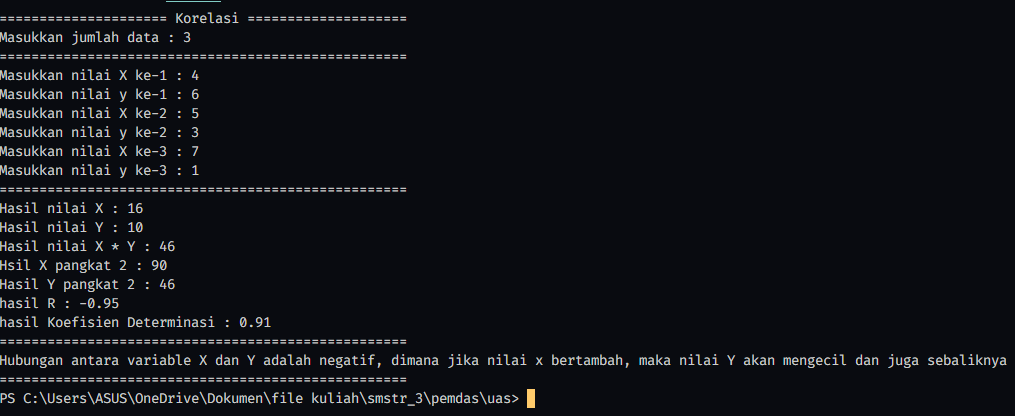 ===================== Korelasi ====================
Masukkan jumlah data : 3
===================================================
Masukkan nilai X ke-1 : 4
Masukkan nilai y ke-1 : 6
Masukkan nilai X ke-2 : 5
Masukkan nilai y ke-2 : 3
Masukkan nilai X ke-3 : 7
Masukkan nilai y ke-3 : 1
===================================================
Hasil nilai X : 16
Hasil nilai Y : 10
Hasil nilai X * Y : 46
Hsil X pangkat 2 : 90
Hasil Y pangkat 2 : 46
hasil R : -0.95
hasil Koefisien Determinasi : 0.91
===================================================
Hubungan antara variable X dan Y adalah negatif, dimana jika nilai x bertambah, maka nilai Y akan mengecil dan juga sebaliknya
===================================================
PS C:\Users\ASUS\OneDrive\Dokumen\file kuliah\smstr_3\pemdas\uas>